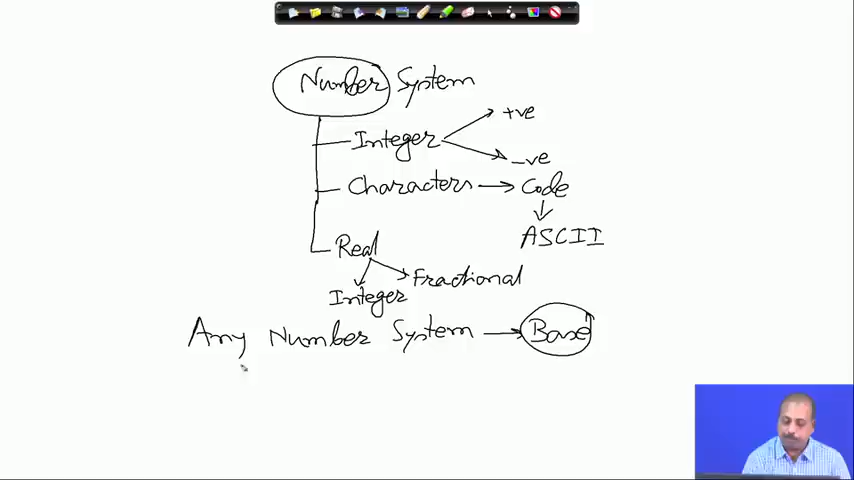 Number System
Integer → +ve
→ -ve
Characters → Code
ASCII
Real
Fractional
Integer
Any Number System → Base